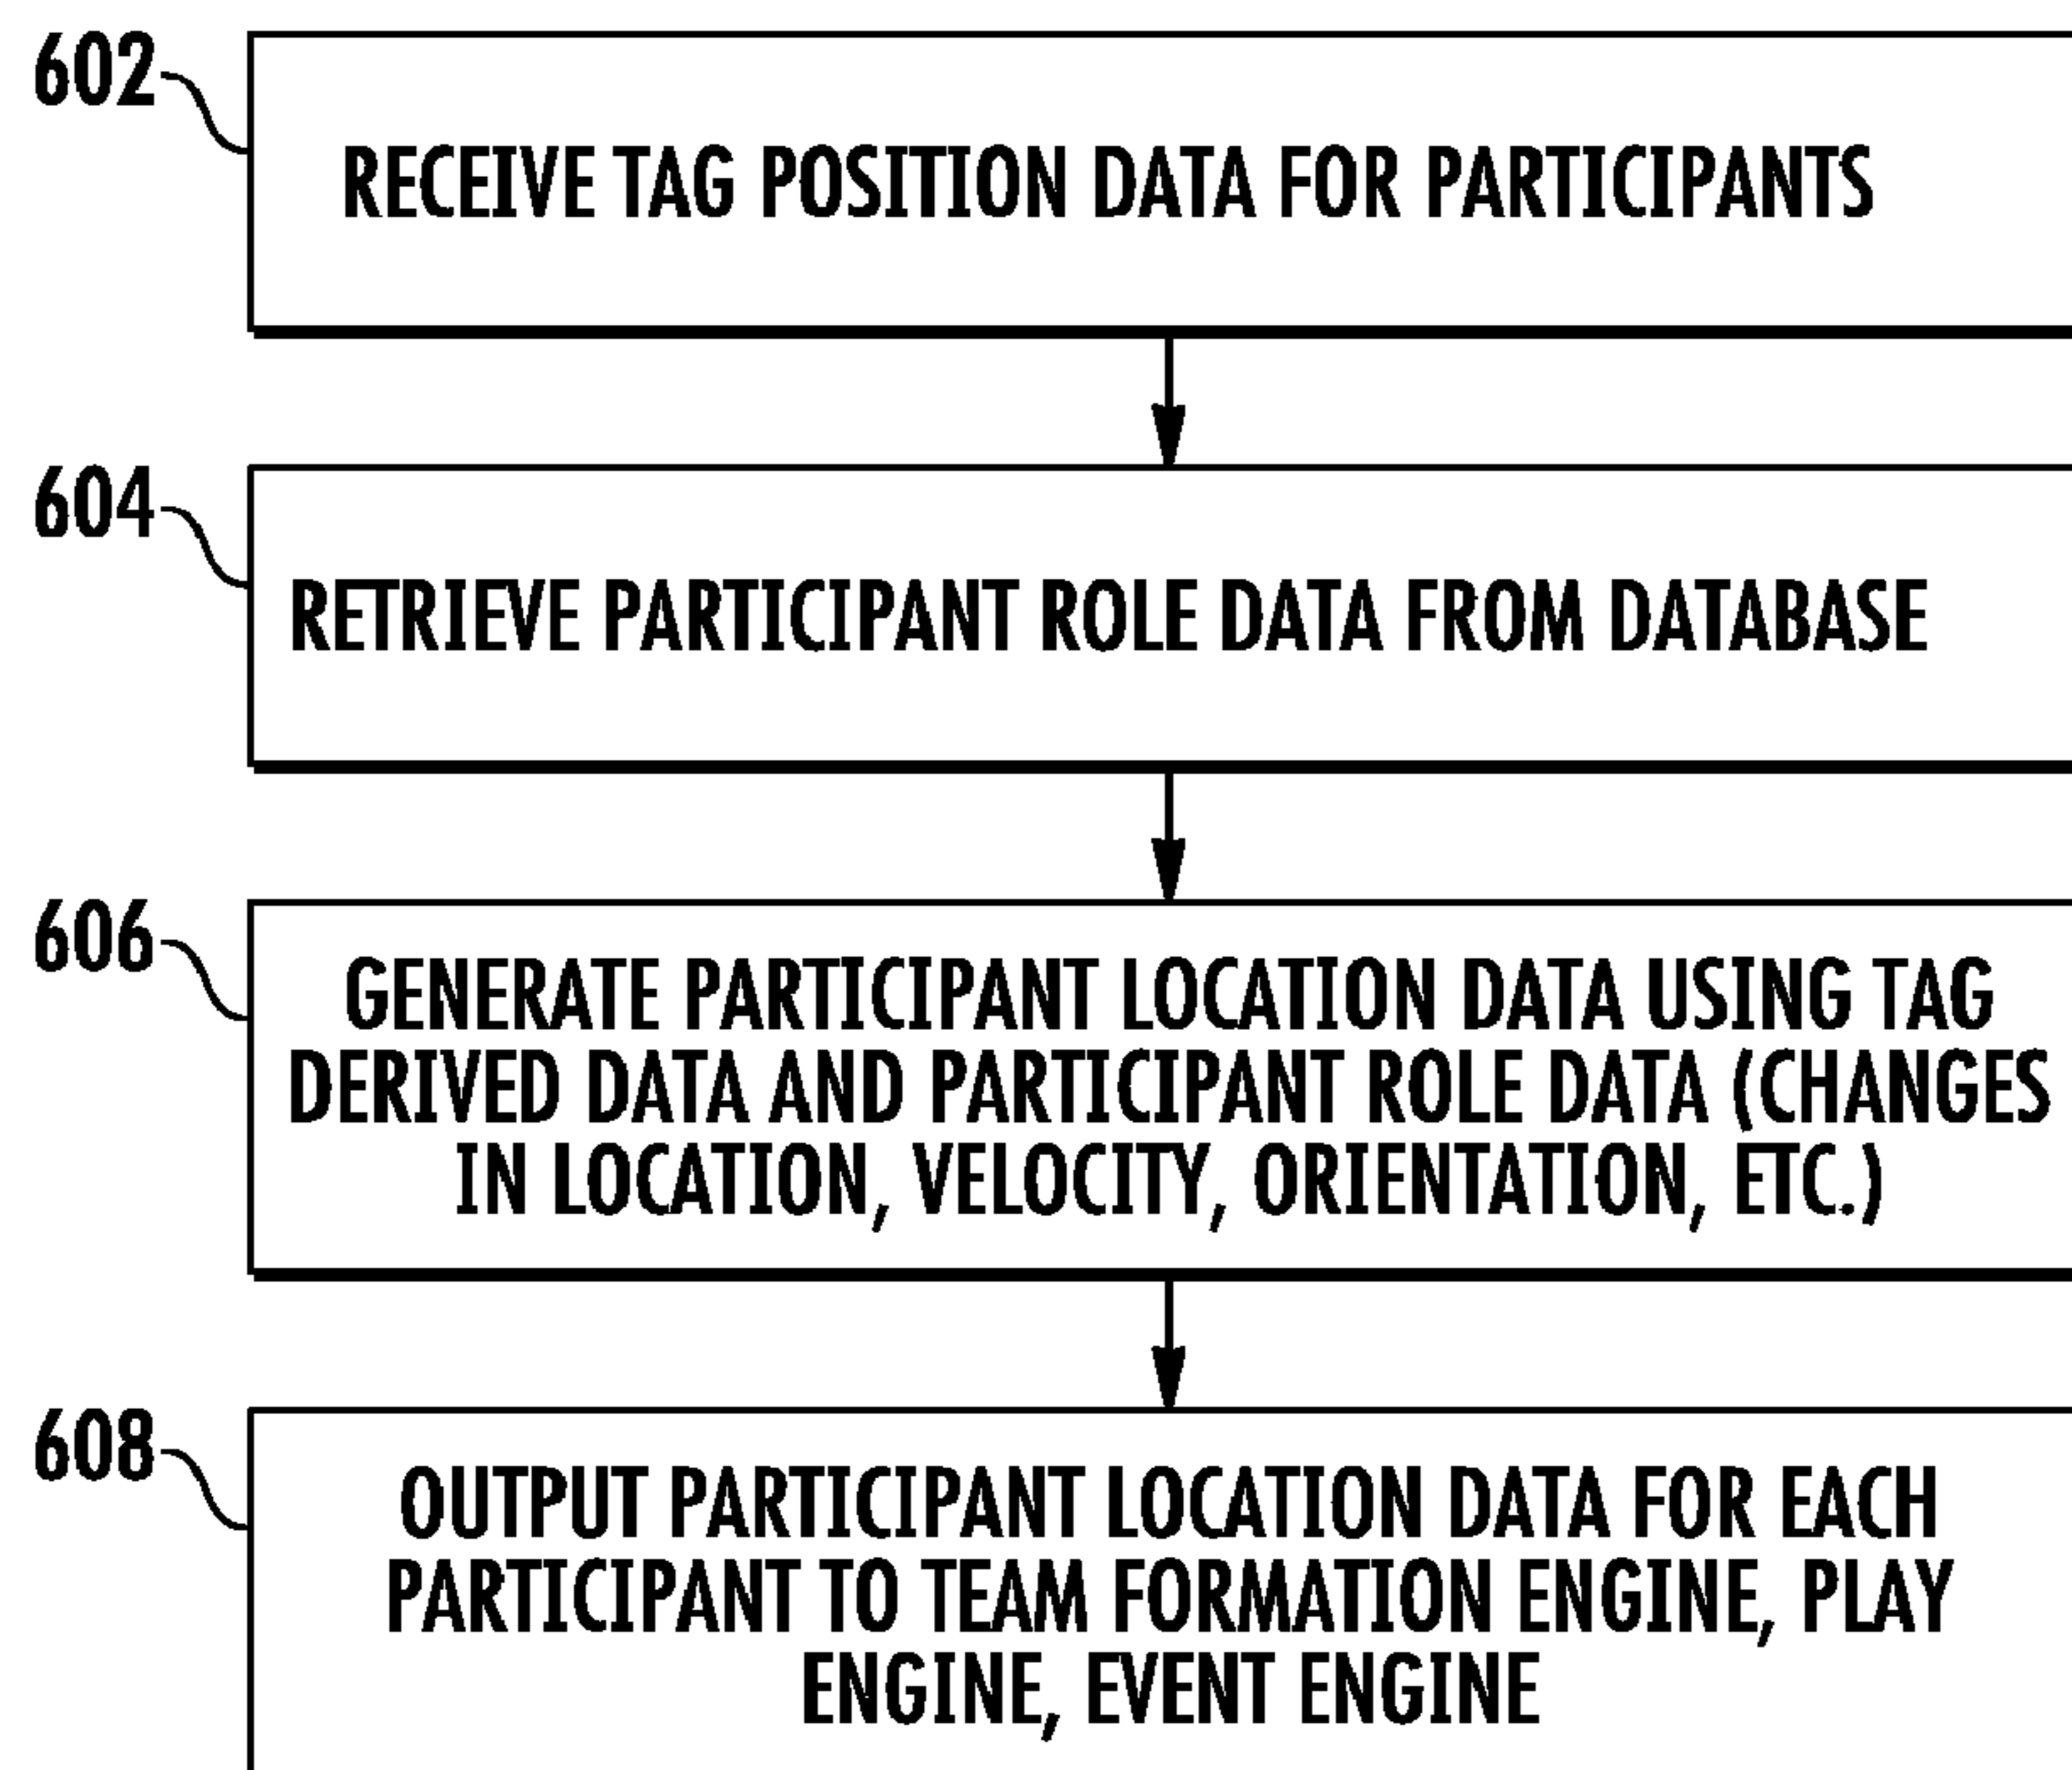 602
RECEIVE TAG POSITION DATA FOR PARTICIPANTS
604
RETRIEVE PARTICIPANT ROLE DATA FROM DATABASE
606
GENERATE PARTICIPANT LOCATION DATA USING TAG
DERIVED DATA AND PARTICIPANT ROLE DATA (CHANGES
IN LOCATION, VELOCITY, ORIENTATION, ETC.)
608
OUTPUT PARTICIPANT LOCATION DATA FOR EACH
PARTICIPANT TO TEAM FORMATION ENGINE, PLAY
ENGINE, EVENT ENGINE